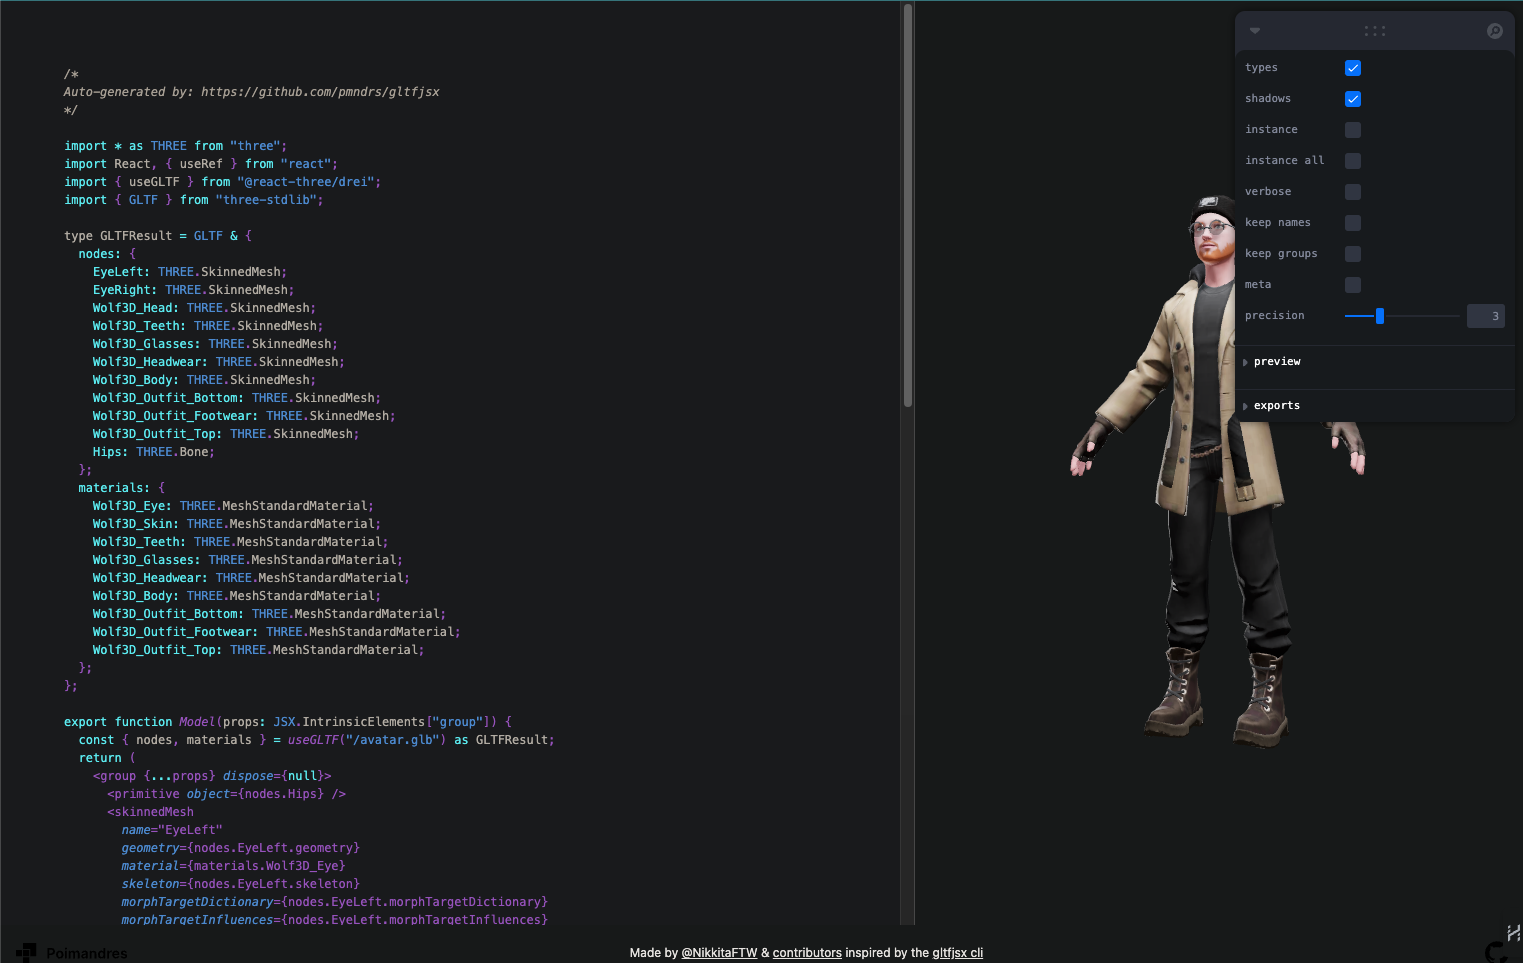 /*
Auto-generated by: https://github.com/pmndrs/gltfjsx
*/
import * as THREE from "three";
import React, { useRef } from "react";
import { useGLTF } from "@react-three/drei";
import { GLTF } from "three-stdlib";
type GLTFResult = GLTF & {
nodes: {
EyeLeft: THREE.SkinnedMesh;
EyeRight: THREE.SkinnedMesh;
Wolf3D_Head: THREE.SkinnedMesh;
Wolf3D_Teeth: THREE.SkinnedMesh;
Wolf3D_Glasses: THREE.SkinnedMesh;
Wolf3D_Headwear: THREE.SkinnedMesh;
Wolf3D_Body: THREE.SkinnedMesh;
Wolf3D_Outfit_Bottom: THREE.SkinnedMesh;
Wolf3D_Outfit_Footwear: THREE.SkinnedMesh;
Wolf3D_Outfit_Top: THREE.SkinnedMesh;
Hips: THREE.Bone;
};
materials: {
Wolf3D_Eye: THREE.MeshStandardMaterial;
Wolf3D_Skin: THREE.MeshStandardMaterial;
Wolf3D_Teeth: THREE.MeshStandardMaterial;
Wolf3D_Glasses: THREE.MeshStandardMaterial;
Wolf3D_Headwear: THREE.MeshStandardMaterial;
Wolf3D_Body: THREE.MeshStandardMaterial;
Wolf3D_Outfit_Bottom: THREE.MeshStandardMaterial;
Wolf3D_Outfit_Footwear: THREE.MeshStandardMaterial;
Wolf3D_Outfit_Top: THREE.MeshStandardMaterial;
};
};
export function Model(props: JSX.IntrinsicElements["group"]) {
const { nodes, materials } = useGLTF("/avatar.glb") as GLTFResult;
return (
<group {...props} dispose={null}>
<primitive object={nodes.Hips} />
<skinnedMesh
name="EyeLeft"
geometry={nodes.EyeLeft.geometry}
material={materials.Wolf3D_Eye}
skeleton={nodes.EyeLeft.skeleton}
morphTargetDictionary={nodes.EyeLeft.morphTargetDictionary}
morphTargetInfluences={nodes.EyeLeft.morphTargetInfluences}
types
shadows
instance
instance all
verbose
keep names
keep groups
meta
precision 3
preview
exports
Poimandres
Made by @NikkitaFTW & contributors inspired by the gltfjsx cli